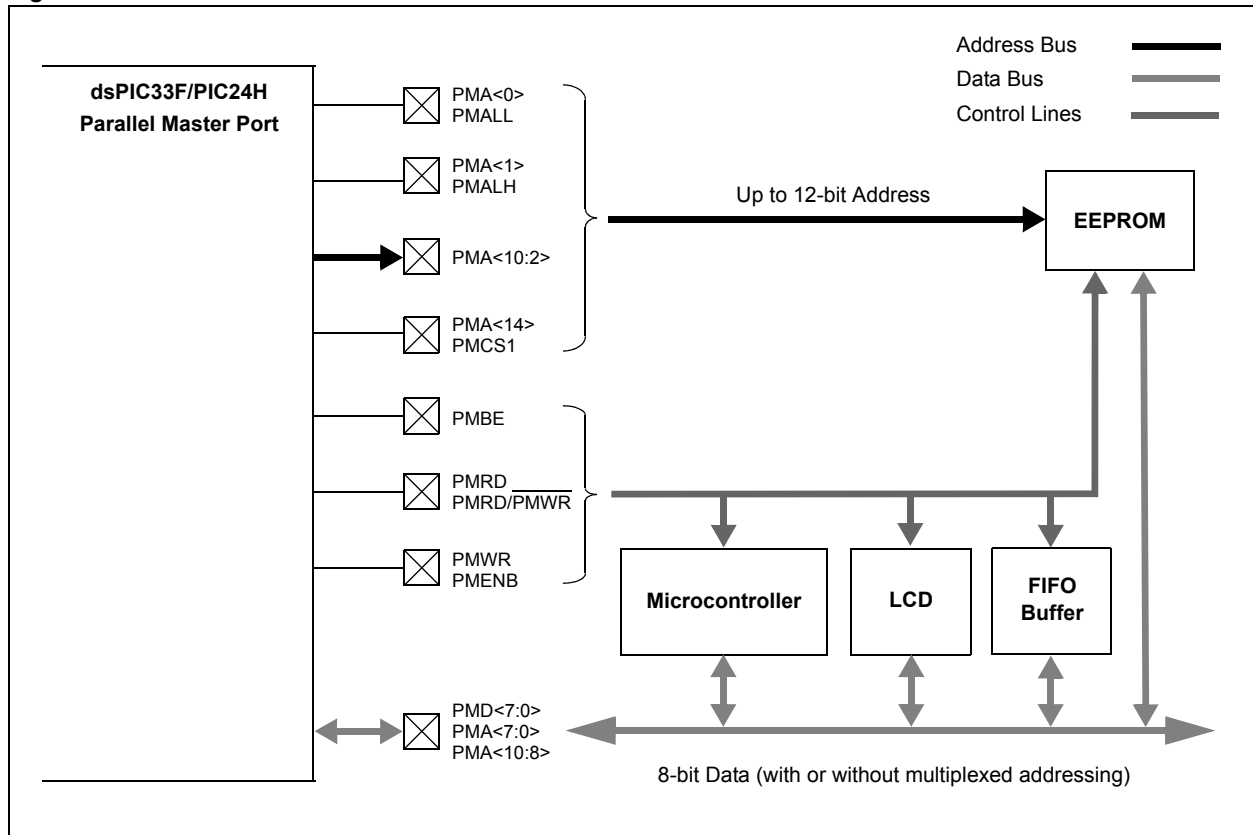 Address Bus
Data Bus
Control Lines
dsPIC33F/PIC24H
Parallel Master Port
PMA<0>
PMALL
PMA<1>
PMALH
PMA<10:2>
PMA<14>
PMCS1
Up to 12-bit Address
EEPROM
PMBE
PMRD
PMRD/PMWR
PMWR
PMENB
Microcontroller
LCD
FIFO
Buffer
PMD<7:0>
PMA<7:0>
PMA<10:8>
8-bit Data (with or without multiplexed addressing)